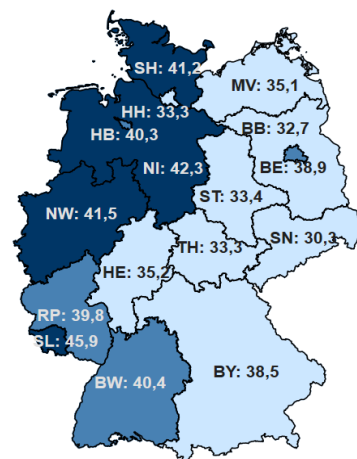 SH: 41,2
MV: 35,1
HH: 33,3
BB: 32,7
HB: 40,3
BE: 38,9
NI: 42,3
ST: 33,4
NW: 41,5
SN: 30,3
TH: 33,3
HE: 35,2
RP: 39,8
SL: 45,9
BW: 40,4
BY: 38,5